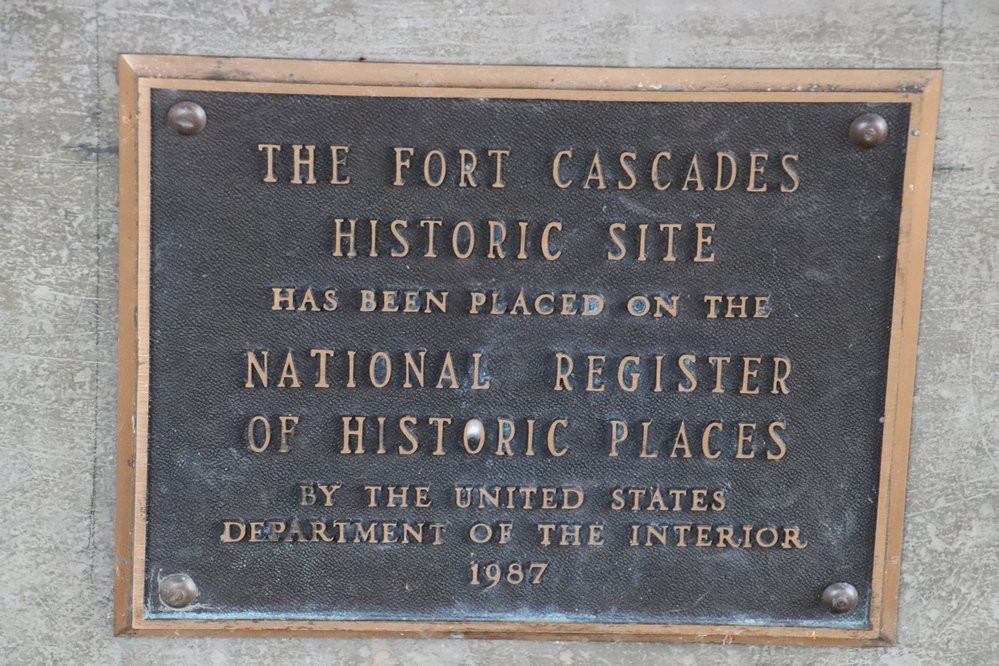 THE FORT CASCADES
HISTORIC SITE
HAS BEEN PLACED ON THE
NATIONAL REGISTER
OF HISTORIC PLACES
BY THE UNITED STATES
DEPARTMENT OF THE INTERIOR
1987